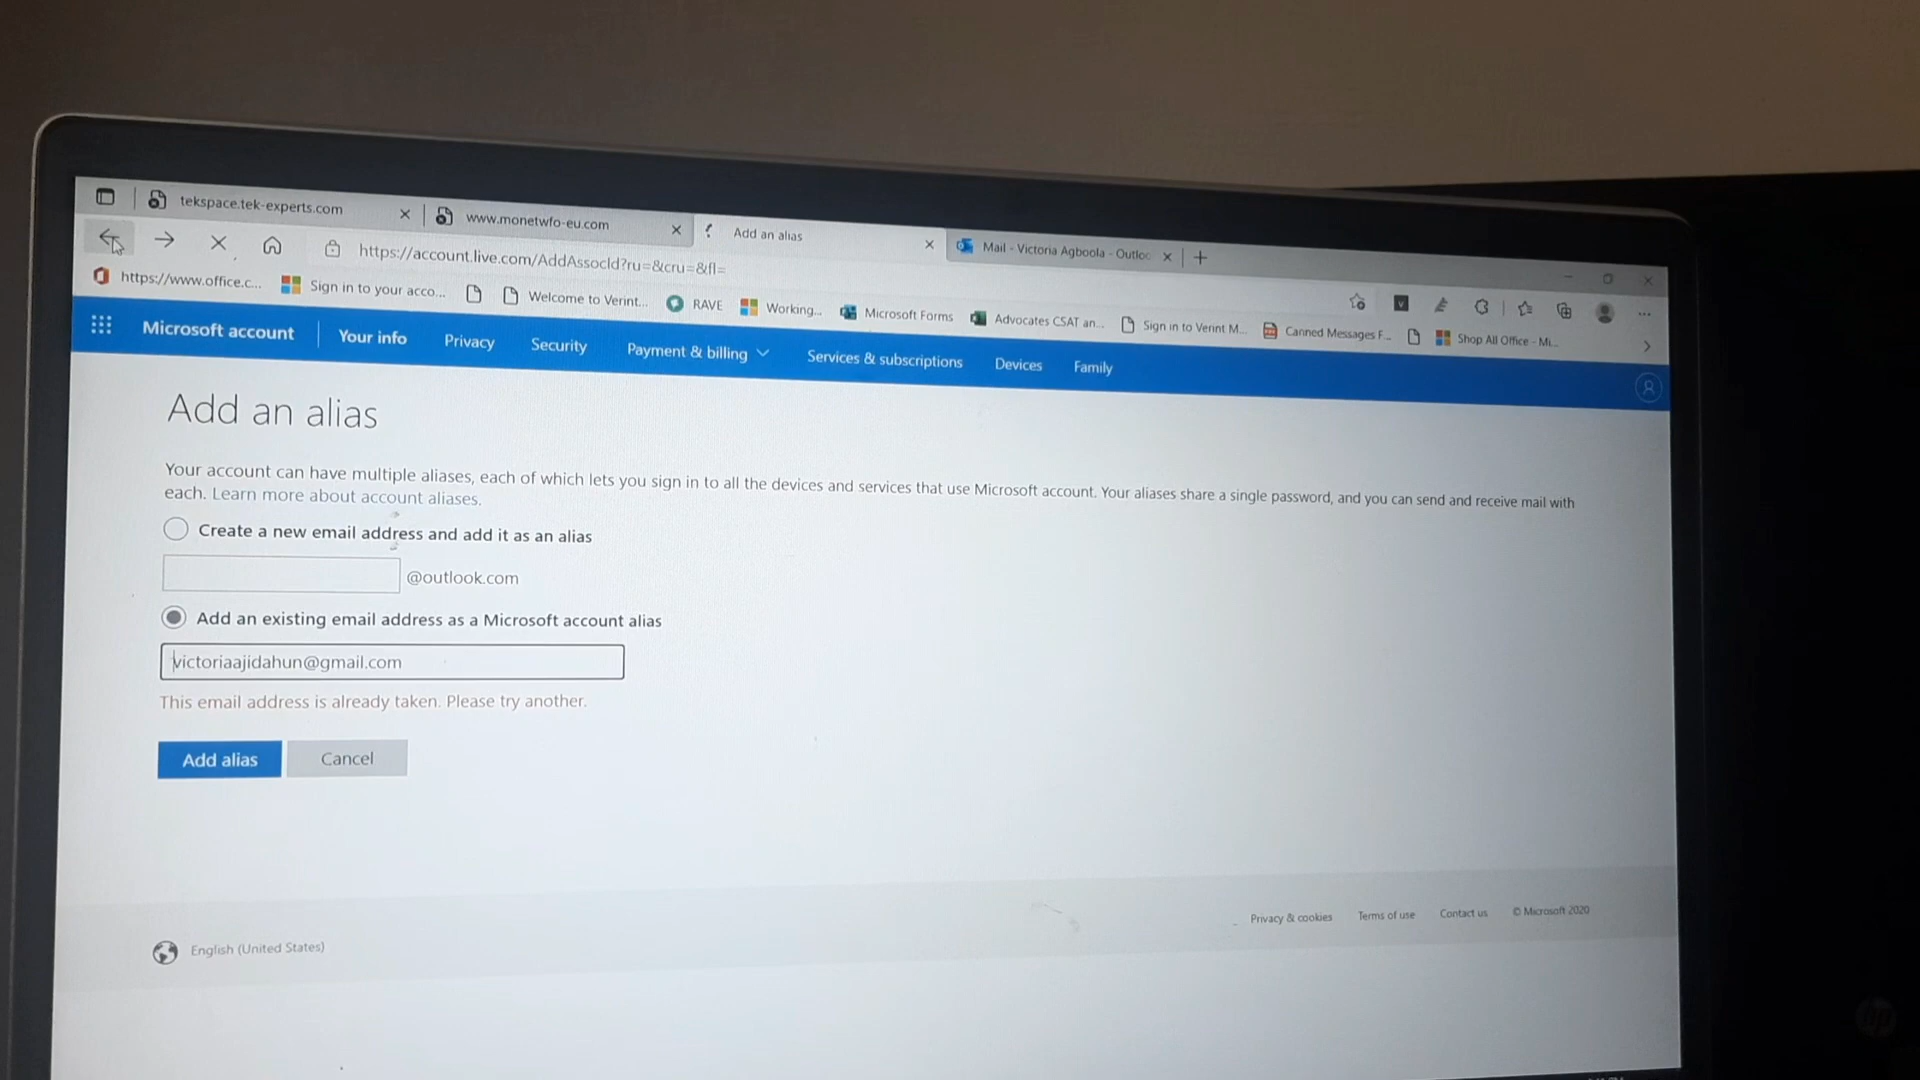 tekspace.tek-experts.com
www.monetwfo-eu.com
Add an alias
Mail - Victoria Agboola - Outloo
https://account.live.com/AddAssocId?ru=&cru=&fl=
https://www.office.c...
Sign in to your acco...
Welcome to Verint...
RAVE
Working...
Microsoft Forms
Advocates CSAT an...
Sign in to Verint M...
Canned Messages F...
Shop All Office - Mi...
Microsoft account
Your info
Privacy
Security
Payment & billing
Services & subscriptions
Devices
Family
Add an alias
Your account can have multiple aliases, each of which lets you sign in to all the devices and services that use Microsoft account. Your aliases share a single password, and you can send and receive mail with
each. Learn more about account aliases.
Create a new email address and add it as an alias
@outlook.com
Add an existing email address as a Microsoft account alias
victoriaajidahun@gmail.com
This email address is already taken. Please try another.
Add alias
Cancel
Privacy & cookies
Terms of use
Contact us
© Microsoft 2020
English (United States)
hp